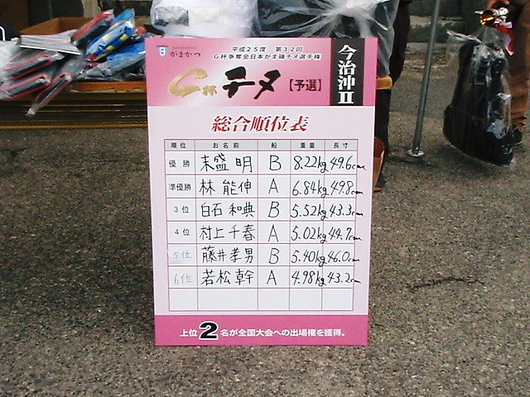 がまかつ
平成25年度 第32回
G杯争奪全日本がま磯チヌ選手権
G杯 チヌ 【予選】
今治沖II
総合順位表
順位 お名前 船 重量 長寸
優勝 末盛 明 B 8.22kg 49.6cm
準優勝 林 能伸 A 6.84kg 49.8cm
3位 白石 和典 B 5.52kg 43.3cm
4位 村上 千春 A 5.02kg 44.7cm
5位 藤井 孝男 B 5.40kg 46.0cm
6位 若松 幹 A 4.98kg 43.2cm
上位2名が全国大会への出場権を獲得。